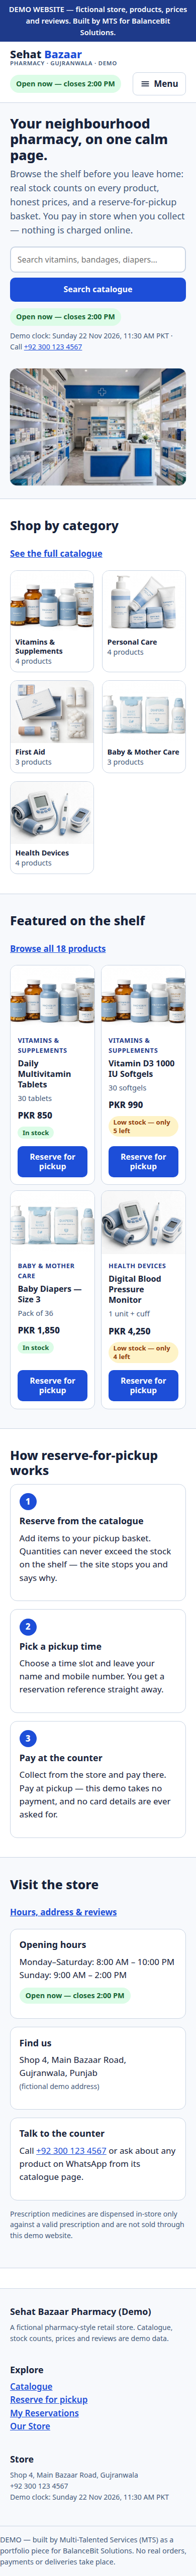 DEMO WEBSITE — fictional store, products, prices
and reviews. Built by MTS for BalanceBit
Solutions.
Sehat Bazaar
PHARMACY · GUJRANWALA · DEMO
Open now — closes 2:00 PM
Menu
Your neighbourhood
pharmacy, on one calm
page.
Browse the shelf before you leave home:
real stock counts on every product,
honest prices, and a reserve-for-pickup
basket. You pay in store when you collect
— nothing is charged online.
Search vitamins, bandages, diapers…
Search catalogue
Open now — closes 2:00 PM
Demo clock: Sunday 22 Nov 2026, 11:30 AM PKT ·
Call +92 300 123 4567
Shop by category
See the full catalogue
Vitamins &
Supplements
4 products
Personal Care
4 products
First Aid
3 products
Baby & Mother Care
3 products
Health Devices
4 products
Featured on the shelf
Browse all 18 products
VITAMINS &
SUPPLEMENTS
Daily
Multivitamin
Tablets
30 tablets
PKR 850
In stock
Reserve for
pickup
VITAMINS &
SUPPLEMENTS
Vitamin D3 1000
IU Softgels
30 softgels
PKR 990
Low stock — only
5 left
Reserve for
pickup
BABY & MOTHER
CARE
Baby Diapers —
Size 3
Pack of 36
PKR 1,850
In stock
Reserve for
pickup
HEALTH DEVICES
Digital Blood
Pressure
Monitor
1 unit + cuff
PKR 4,250
Low stock — only
4 left
Reserve for
pickup
How reserve-for-pickup
works
1
Reserve from the catalogue
Add items to your pickup basket.
Quantities can never exceed the stock
on the shelf — the site stops you and
says why.
2
Pick a pickup time
Choose a time slot and leave your
name and mobile number. You get a
reservation reference straight away.
3
Pay at the counter
Collect from the store and pay there.
Pay at pickup — this demo takes no
payment, and no card details are ever
asked for.
Visit the store
Hours, address & reviews
Opening hours
Monday–Saturday: 8:00 AM – 10:00 PM
Sunday: 9:00 AM – 2:00 PM
Open now — closes 2:00 PM
Find us
Shop 4, Main Bazaar Road,
Gujranwala, Punjab
(fictional demo address)
Talk to the counter
Call +92 300 123 4567 or ask about any
product on WhatsApp from its
catalogue page.
Prescription medicines are dispensed in-store only
against a valid prescription and are not sold through
this demo website.
Sehat Bazaar Pharmacy (Demo)
A fictional pharmacy-style retail store. Catalogue,
stock counts, prices and reviews are demo data.
Explore
Catalogue
Reserve for pickup
My Reservations
Our Store
Store
Shop 4, Main Bazaar Road, Gujranwala
+92 300 123 4567
Demo clock: Sunday 22 Nov 2026, 11:30 AM PKT
DEMO — built by Multi-Talented Services (MTS) as a
portfolio piece for BalanceBit Solutions. No real orders,
payments or deliveries take place.